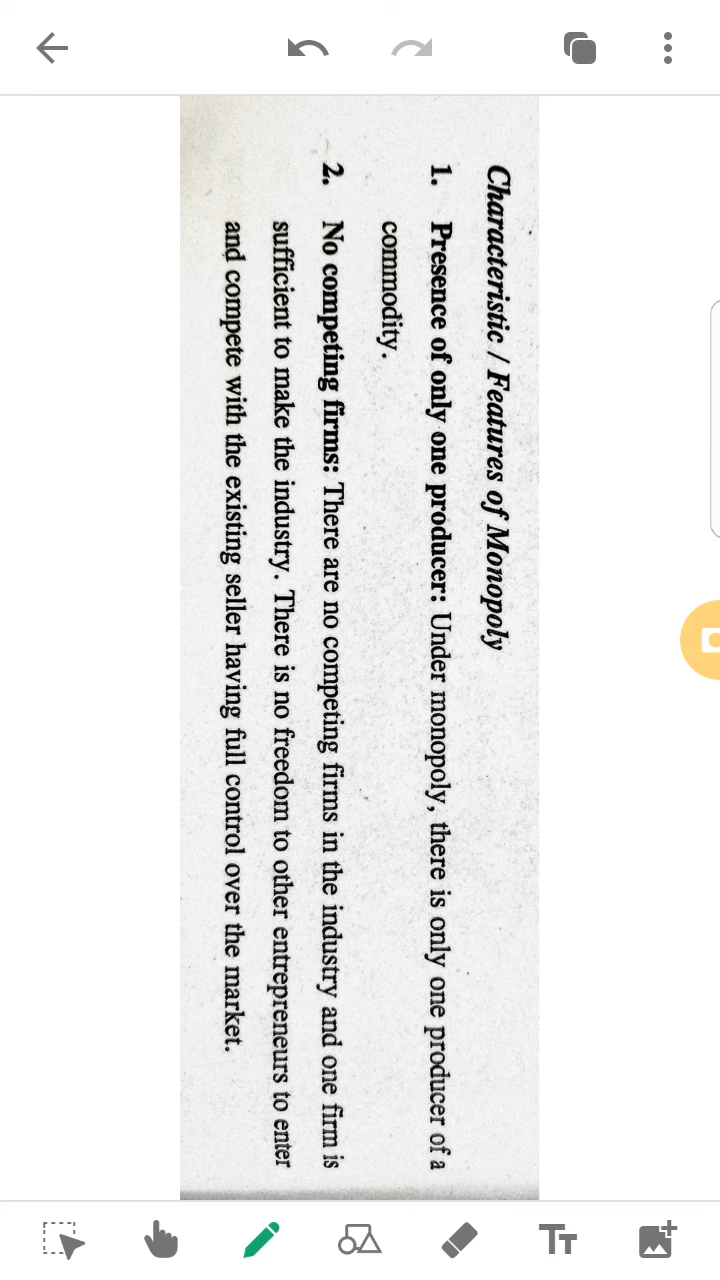 Characteristic / Features of Monopoly
1. Presence of only one producer: Under monopoly, there is only one producer of a
commodity.
2. No competing firms: There are no competing firms in the industry and one firm is
sufficient to make the industry. There is no freedom to other entrepreneurs to enter
and compete with the existing seller having full control over the market.
TT